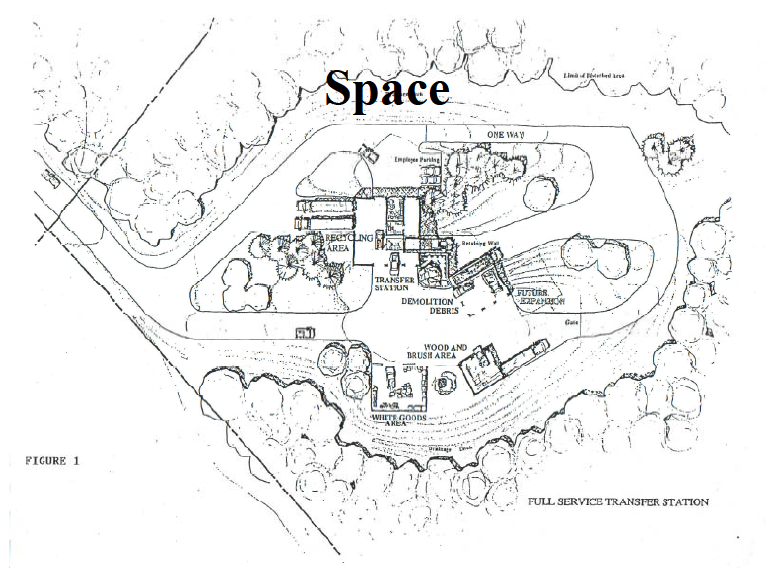 Limit of Disturbed Area
Space
ONE WAY
Employee Parking
RECYCLING
AREA
Retaining Wall
TRANSFER
STATION
DEMOLITION
DEBRIS
FUTURE
EXPANSION
Gate
WOOD AND
BRUSH AREA
WHITE GOODS
AREA
Drainage
FIGURE 1
FULL SERVICE TRANSFER STATION